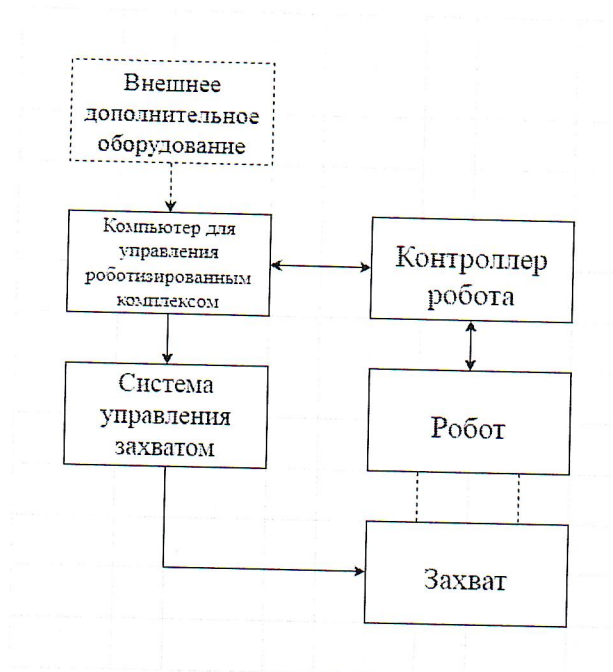 Внешнее
дополнительное
оборудование
Компьютер для
управления
роботизированным
комплексом
Контроллер
робота
Система
управления
захватом
Робот
Захват